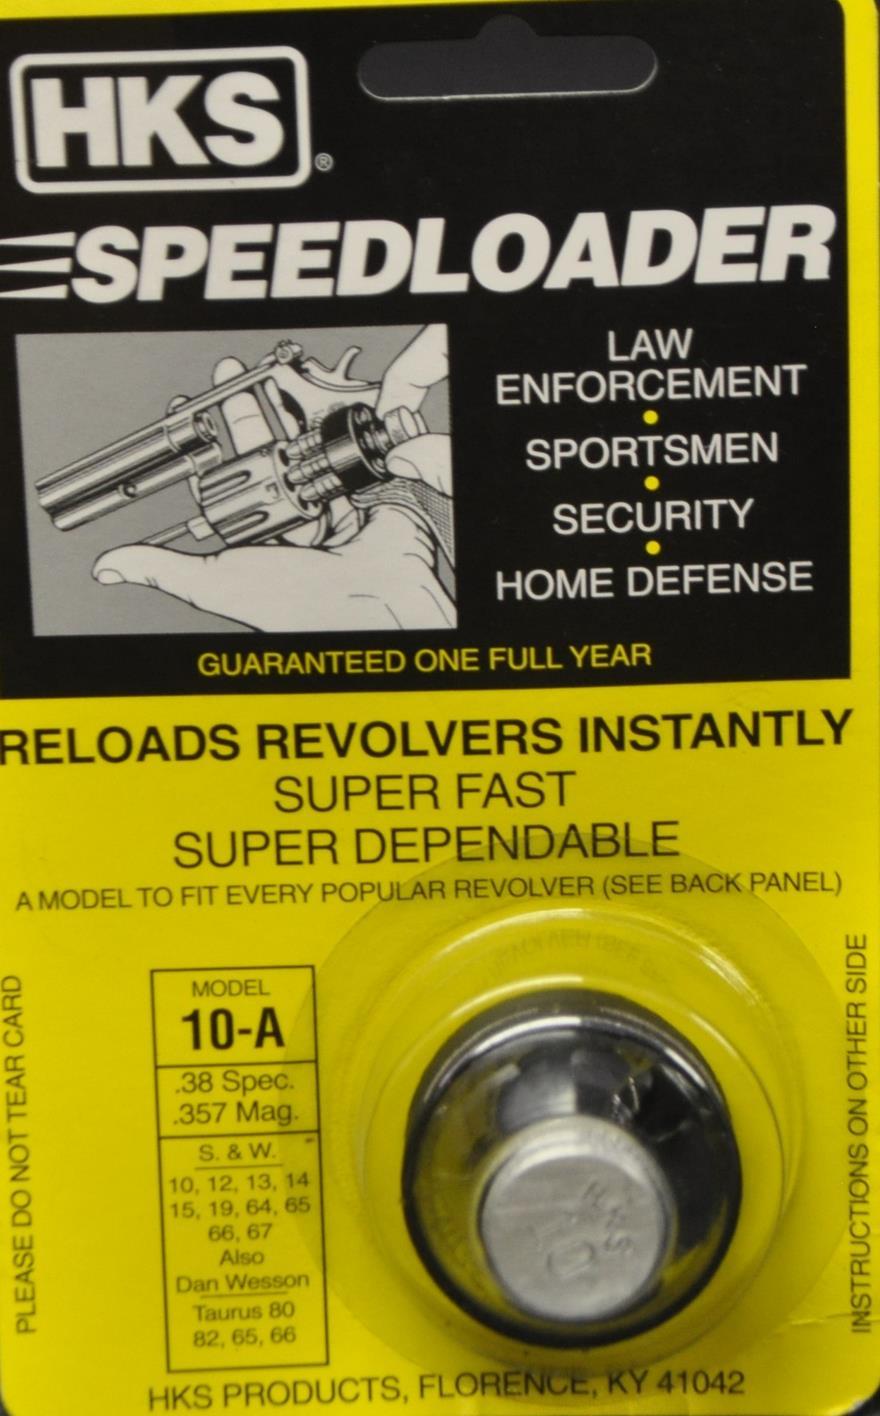 HKS®
SPEEDLOADER
LAW
ENFORCEMENT
•
SPORTSMEN
•
SECURITY
•
HOME DEFENSE
GUARANTEED ONE FULL YEAR
RELOADS REVOLVERS INSTANTLY
SUPER FAST
SUPER DEPENDABLE
A MODEL TO FIT EVERY POPULAR REVOLVER (SEE BACK PANEL)
PLEASE DO NOT TEAR CARD
MODEL
10-A
.38 Spec.
.357 Mag.
S. & W.
10, 12, 13, 14
15, 19, 64, 65
66, 67
Also
Dan Wesson
Taurus 80
82, 65, 66
HKS
10
INSTRUCTIONS ON OTHER SIDE
HKS PRODUCTS, FLORENCE, KY 41042